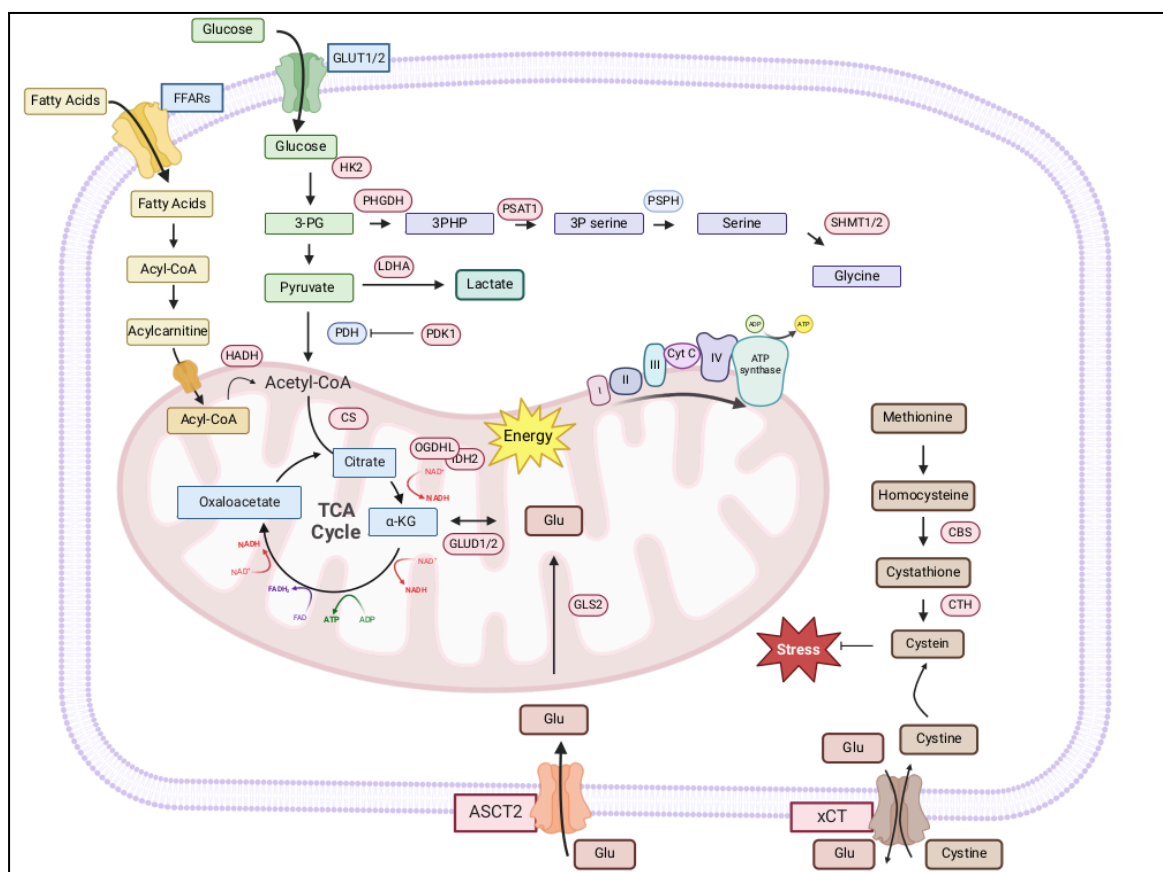 Glucose
GLUT1/2
FFARs
Fatty Acids
Glucose
HK2
Fatty Acids
PHGDH
PSAT1
PSPH
3-PG
3PHP
3P serine
Serine
SHMT1/2
Acyl-CoA
LDHA
Glycine
Pyruvate
Lactate
Acylcarnitine
PDH
PDK1
ADP
ATP
HADH
I
II
III
Cyt C
IV
ATP
synthase
Acetyl-CoA
Acyl-CoA
CS
Energy
Methionine
OGDHL
IDH2
Citrate
NAD⁺
NADH
Homocysteine
Oxaloacetate
TCA
Cycle
α-KG
Glu
GLUD1/2
CBS
NADH
NAD⁺
NAD⁺
NADH
Cystathione
FADH₂
FAD
ATP
ADP
GLS2
CTH
Stress
Cystein
Glu
Glu
Cystine
ASCT2
xCT
Glu
Glu
Cystine